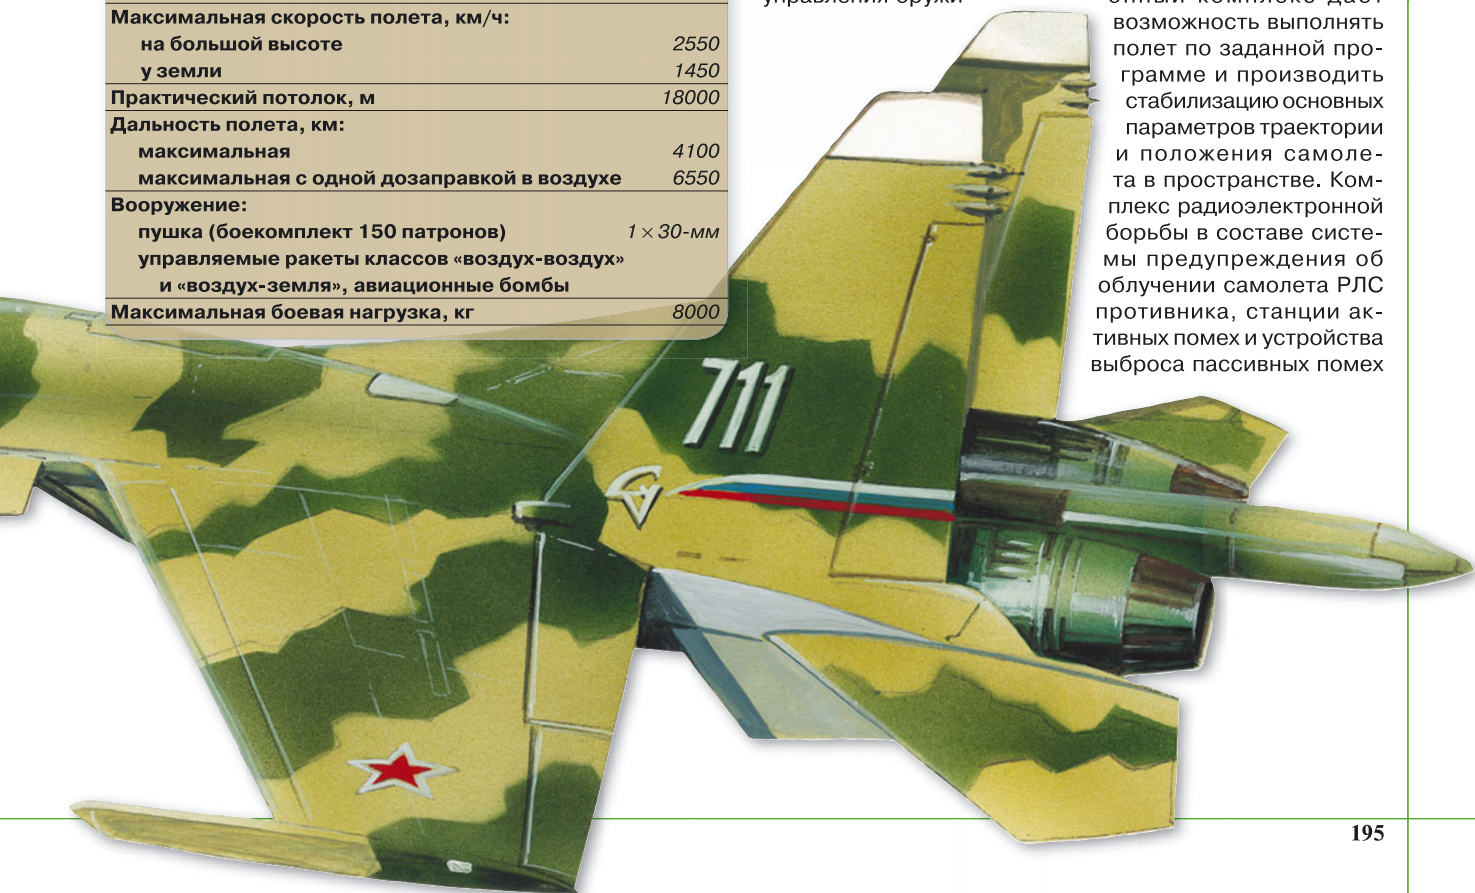 Максимальная скорость полета, км/ч:
на большой высоте 2550
у земли 1450
Практический потолок, м 18000
Дальность полета, км:
максимальная 4100
максимальная с одной дозаправкой в воздухе 6550
Вооружение:
пушка (боекомплект 150 патронов) 1 × 30-мм
управляемые ракеты классов «воздух-воздух»
и «воздух-земля», авиационные бомбы
Максимальная боевая нагрузка, кг 8000
возможность выполнять
полет по заданной про-
грамме и производить
стабилизацию основных
параметров траектории
и положения самоле-
та в пространстве. Ком-
плекс радиоэлектронной
борьбы в составе систе-
мы предупреждения об
облучении самолета РЛС
противника, станции ак-
тивных помех и устройства
выброса пассивных помех
711
195